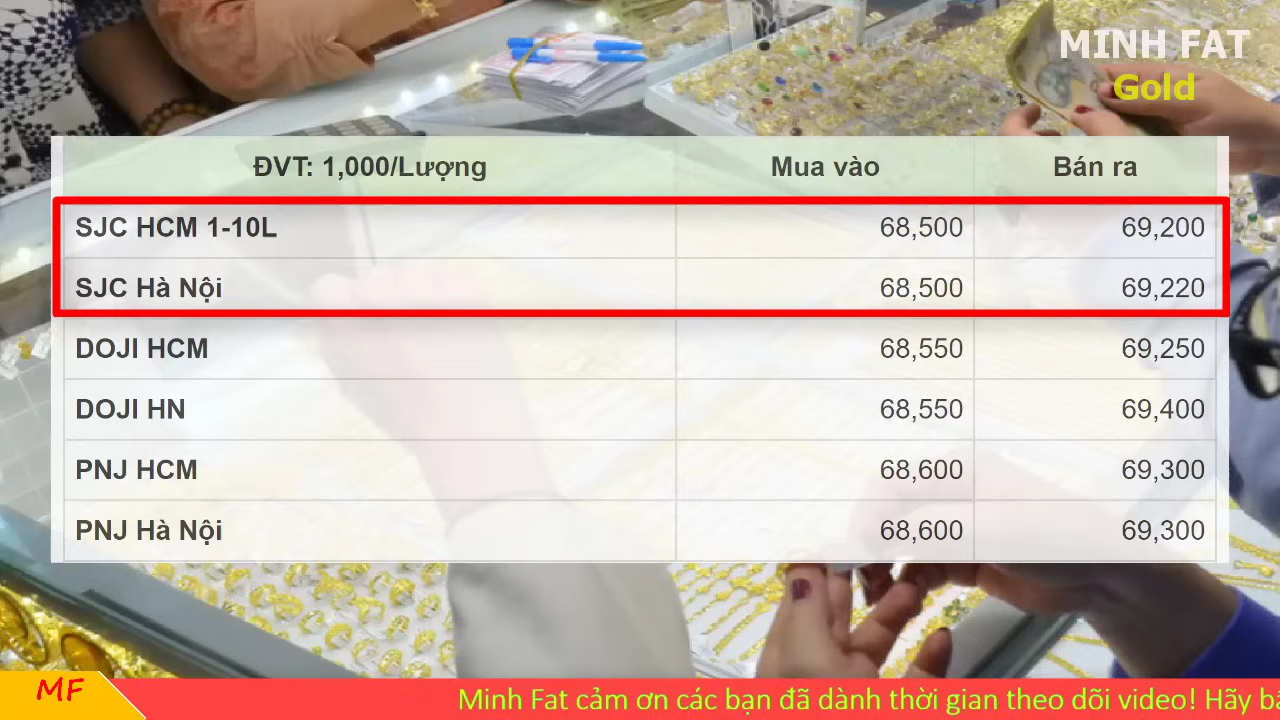 MINH FAT
Gold
ĐVT: 1,000/Lượng Mua vào Bán ra
SJC HCM 1-10L 68,500 69,200
SJC Hà Nội 68,500 69,220
DOJI HCM 68,550 69,250
DOJI HN 68,550 69,400
PNJ HCM 68,600 69,300
PNJ Hà Nội 68,600 69,300
MF Minh Fat cảm ơn các bạn đã dành thời gian theo dõi video! Hãy